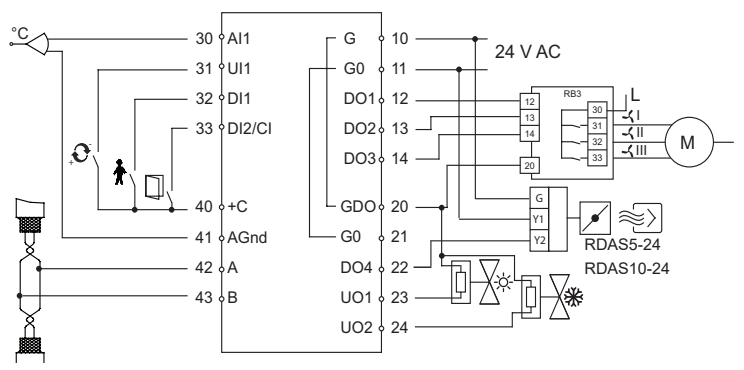 °C
30 AI1 G 10
24 V AC
31 UI1 G0 11
RB3
32 DI1 DO1 12 12 30 L
33 DI2/CI DO2 13 13 31 I
DO3 14 14 32 II M
33 III
+ -
20
40 +C GDO 20 G
41 AGnd G0 21 Y1
42 A DO4 22 Y2
RDAS5-24
RDAS10-24
43 B UO1 23
UO2 24